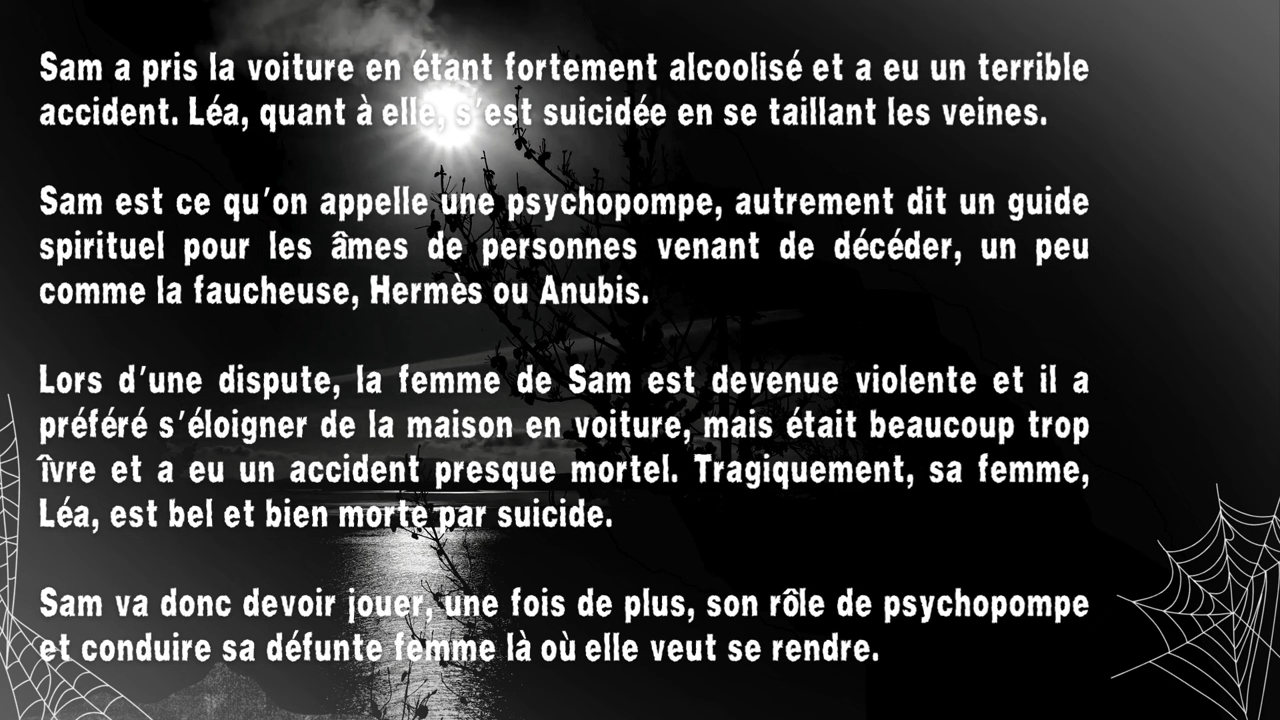 Sam a pris la voiture en étant fortement alcoolisé et a eu un terrible
accident. Léa, quant à elle, s'est suicidée en se taillant les veines.
Sam est ce qu'on appelle une psychopompe, autrement dit un guide
spirituel pour les âmes de personnes venant de décéder, un peu
comme la faucheuse, Hermès ou Anubis.
Lors d'une dispute, la femme de Sam est devenue violente et il a
préféré s'éloigner de la maison en voiture, mais était beaucoup trop
îvre et a eu un accident presque mortel. Tragiquement, sa femme,
Léa, est bel et bien morte par suicide.
Sam va donc devoir jouer, une fois de plus, son rôle de psychopompe
et conduire sa défunte femme là où elle veut se rendre.